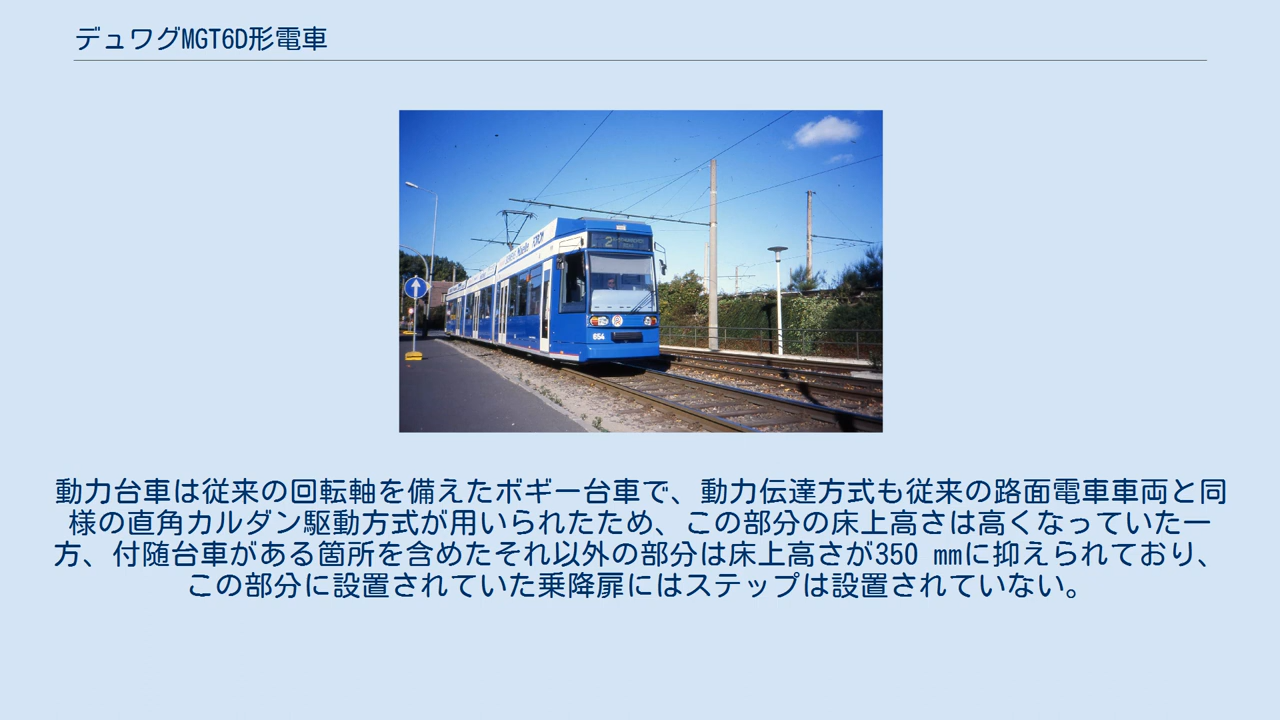 デュワグMGT6D形電車
2
654
動力台車は従来の回転軸を備えたボギー台車で、動力伝達方式も従来の路面電車車両と同
様の直角カルダン駆動方式が用いられたため、この部分の床上高さは高くなっていた一
方、付随台車がある箇所を含めたそれ以外の部分は床上高さが350 mmに抑えられており、
この部分に設置されていた乗降扉にはステップは設置されていない。